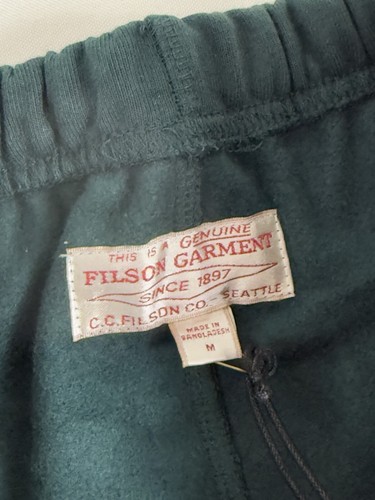 THIS IS A GENUINE
FILSON GARMENT
SINCE 1897
C.C. FILSON CO. - SEATTLE
MADE IN
BANGLADESH
M